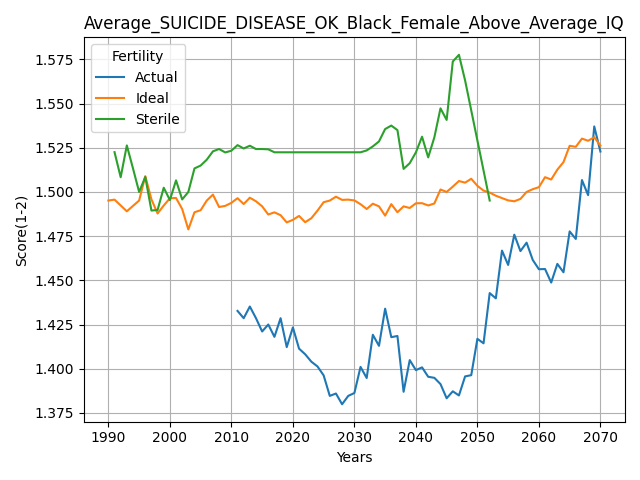 Average_SUICIDE_DISEASE_OK_Black_Female_Above_Average_IQ
Fertility
Actual
Ideal
Sterile
Score(1-2)
1.575
1.550
1.525
1.500
1.475
1.450
1.425
1.400
1.375
1990 2000 2010 2020 2030 2040 2050 2060 2070
Years